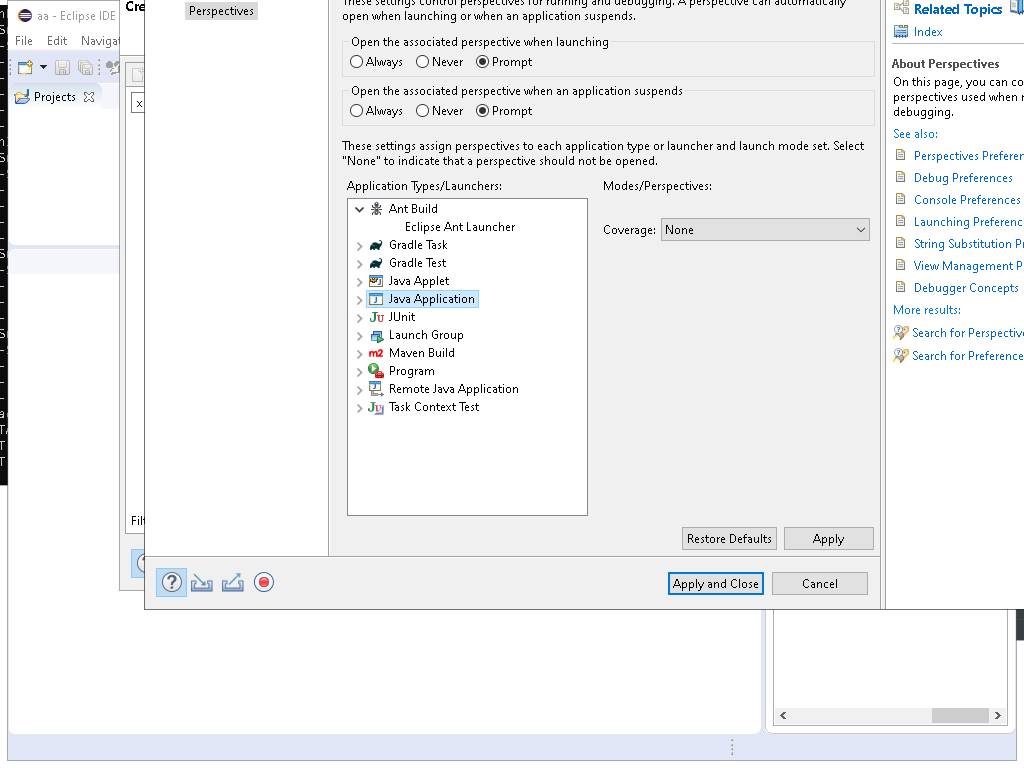 aa - Eclipse IDE
File Edit Navigat
Projects
Cre
x
Filt
Perspectives
These settings control perspectives for running and debugging. A perspective can automatically
open when launching or when an application suspends.
Open the associated perspective when launching
Always Never Prompt
Open the associated perspective when an application suspends
Always Never Prompt
These settings assign perspectives to each application type or launcher and launch mode set. Select
"None" to indicate that a perspective should not be opened.
Application Types/Launchers:
Modes/Perspectives:
Ant Build
Eclipse Ant Launcher
Gradle Task
Gradle Test
Java Applet
Java Application
JU JUnit
Launch Group
m2 Maven Build
Program
Remote Java Application
JU Task Context Test
Coverage: None
Restore Defaults Apply
Apply and Close Cancel
Related Topics
Index
About Perspectives
On this page, you can co
perspectives used when r
debugging.
See also:
Perspectives Preferen
Debug Preferences
Console Preferences
Launching Preferenc
String Substitution Pr
View Management P
Debugger Concepts
More results:
Search for Perspective
Search for Preference